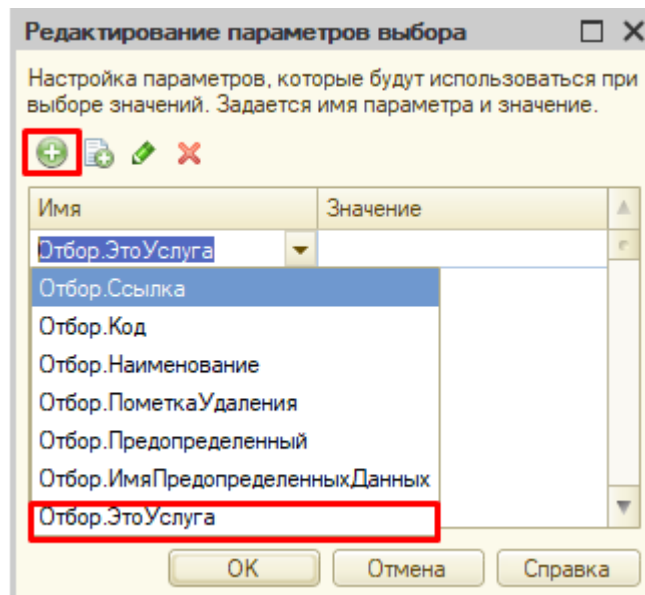 Редактирование параметров выбора
Настройка параметров, которые будут использоваться при
выборе значений. Задается имя параметра и значение.
Имя Значение
Отбор.ЭтоУслуга
Отбор.Ссылка
Отбор.Код
Отбор.Наименование
Отбор.ПометкаУдаления
Отбор.Предопределенный
Отбор.ИмяПредопределенныхДанных
Отбор.ЭтоУслуга
ОК Отмена Справка